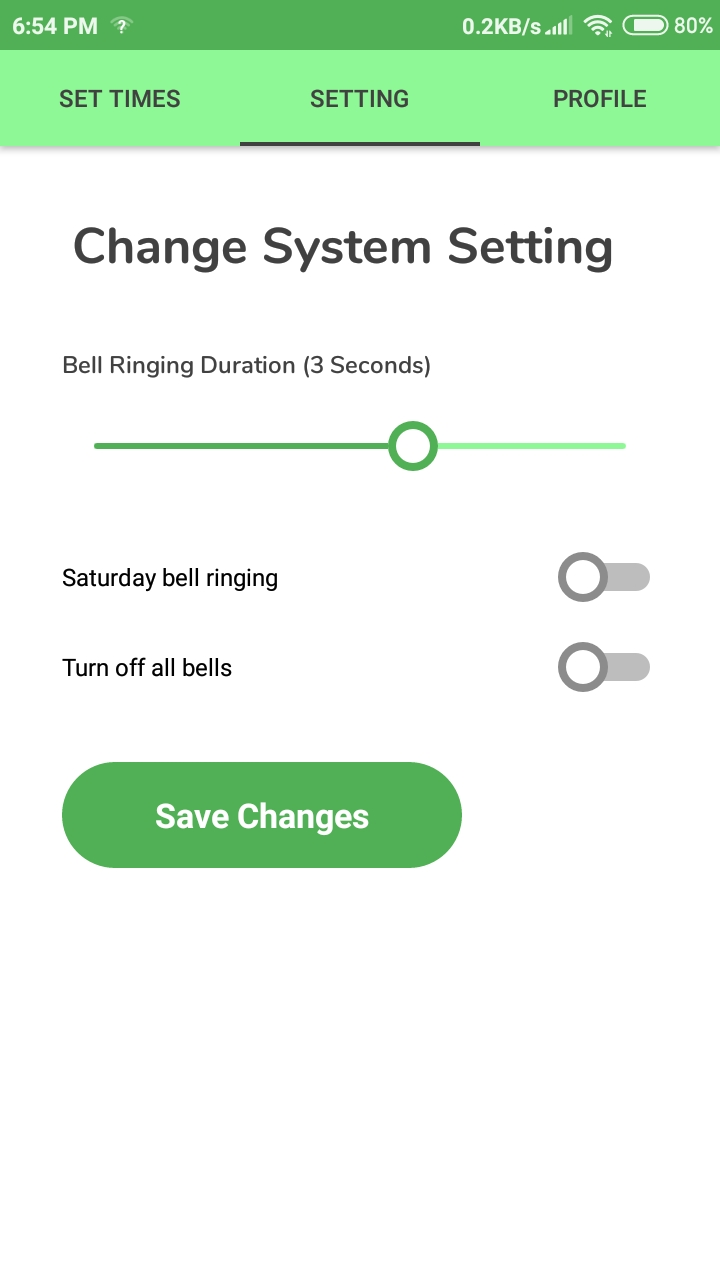 6:54 PM ? 0.2KB/s 80%
SET TIMES SETTING PROFILE
Change System Setting
Bell Ringing Duration (3 Seconds)
Saturday bell ringing
Turn off all bells
Save Changes